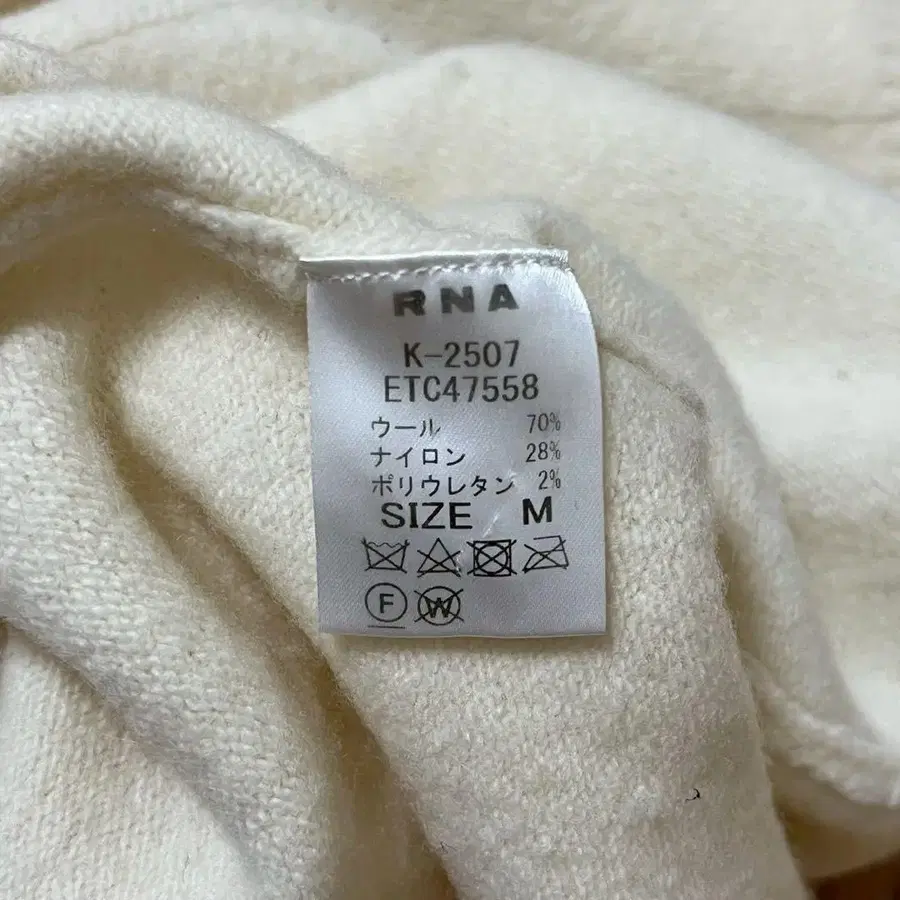 RNA
K-2507
ETC47558
ウール 70%
ナイロン 28%
ポリウレタン 2%
SIZE M
F W